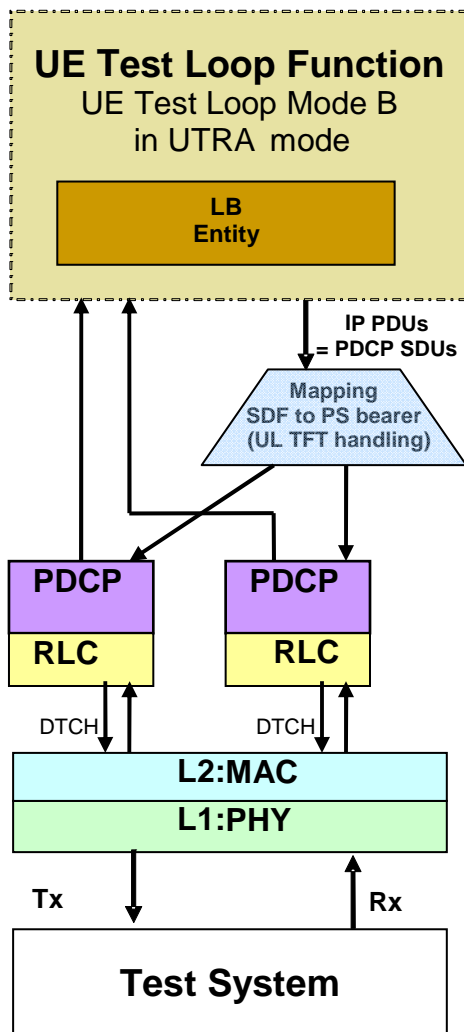 UE Test Loop Function
UE Test Loop Mode B
in UTRA mode
LB
Entity
IP PDUs
= PDCP SDUs
Mapping
SDF to PS bearer
(UL TFT handling)
PDCP
PDCP
RLC
RLC
DTCH
DTCH
L2:MAC
L1:PHY
Tx
Rx
Test System